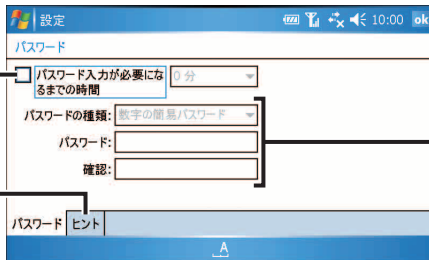 設定 10:00 ok
パスワード
パスワード入力が必要にな
るまでの時間
0 分
パスワードの種類: 数字の簡易パスワード
パスワード:
確認:
パスワード ヒント
A